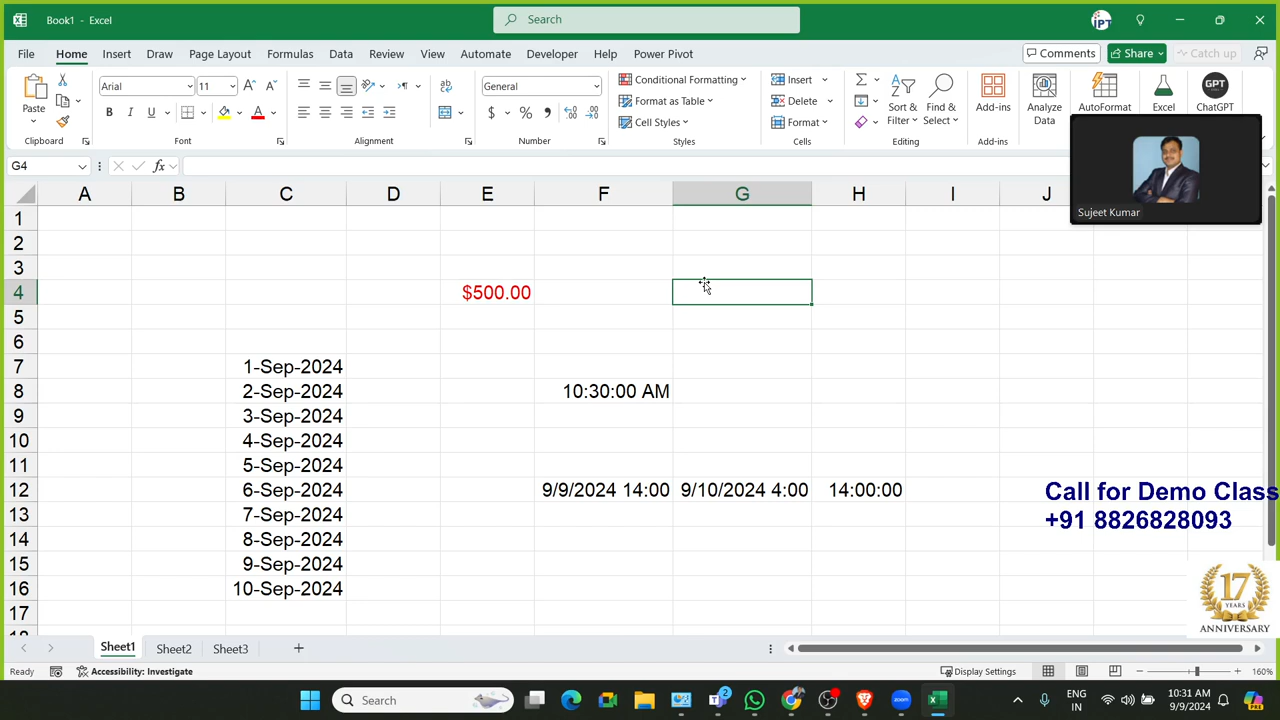 Book1 - Excel
Search
File Home Insert Draw Page Layout Formulas Data Review View Automate Developer Help Power Pivot
Comments Share Catch up
Paste
Arial 11
General
Conditional Formatting
Format as Table
Cell Styles
Insert
Delete
Format
Sort & Filter
Find & Select
Add-ins
Analyze Data
AutoFormat
Excel
ChatGPT
Clipboard Font Alignment Number Styles Cells Editing Add-ins
G4
Sujeet Kumar
A B C D E F G H I J
1
2
3
4 $500.00
5
6
7 1-Sep-2024
8 2-Sep-2024 10:30:00 AM
9 3-Sep-2024
10 4-Sep-2024
11 5-Sep-2024
12 6-Sep-2024 9/9/2024 14:00 9/10/2024 4:00 14:00:00
13 7-Sep-2024
14 8-Sep-2024
15 9-Sep-2024
16 10-Sep-2024
17
Call for Demo Class
+91 8826828093
17
YEARS
ANNIVERSARY
Sheet1 Sheet2 Sheet3
Ready Accessibility: Investigate Display Settings 160%
Search
ENG
IN
10:31 AM
9/9/2024